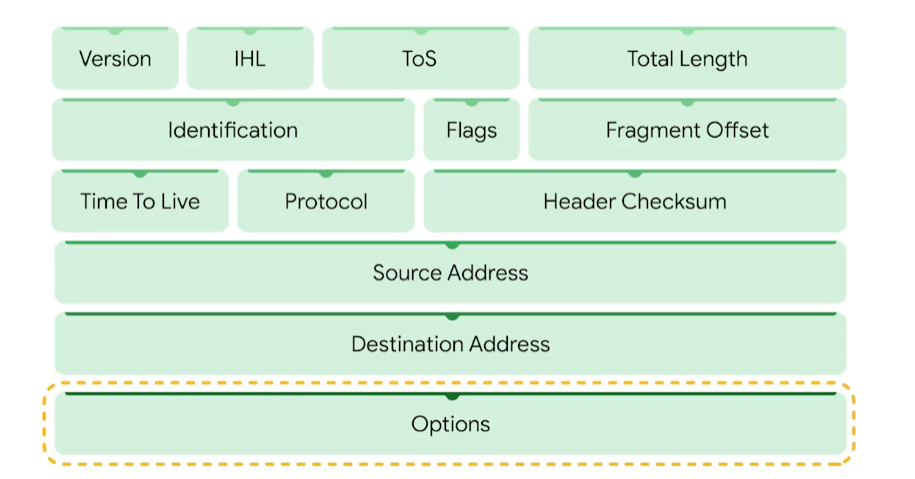 Version IHL ToS Total Length
Identification Flags Fragment Offset
Time To Live Protocol Header Checksum
Source Address
Destination Address
Options